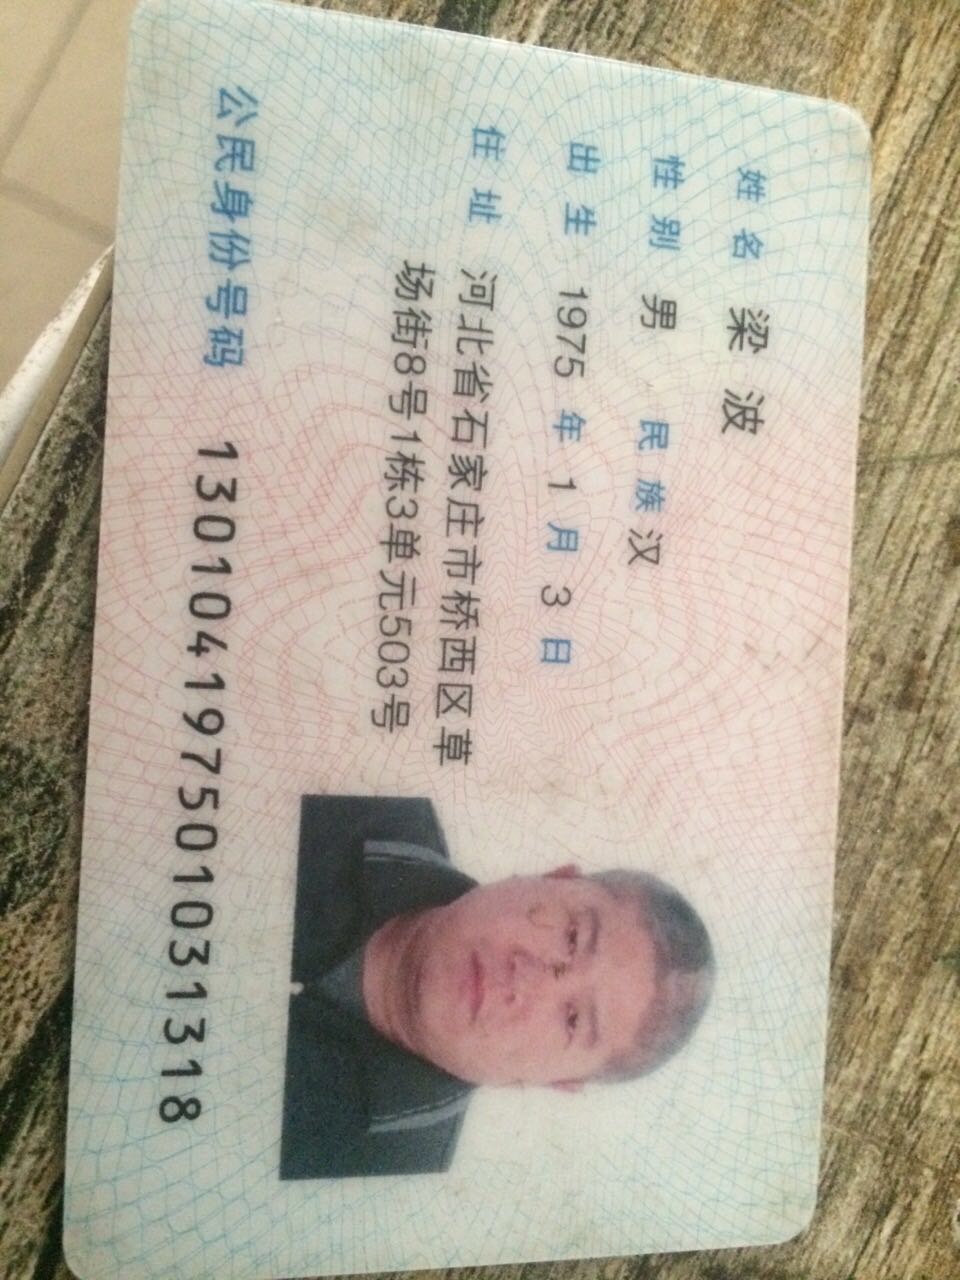 姓名 梁波
性别 男 民族 汉
出生 1975 年 1 月 3 日
住址 河北省石家庄市桥西区草
场街8号1栋3单元503号
公民身份号码 130104197501031318